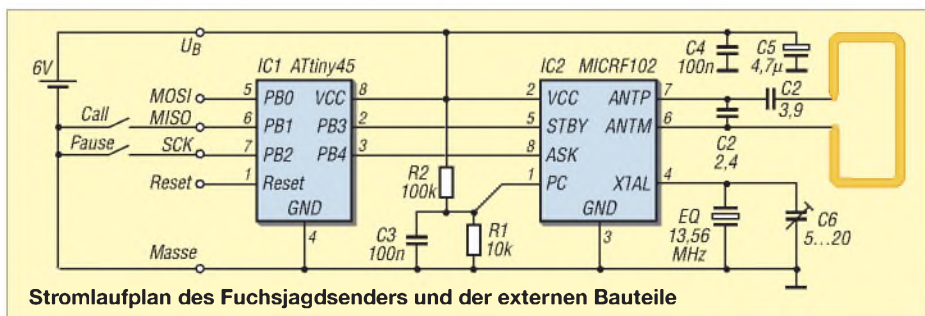 UB
6V
IC1 ATtiny45
IC2 MICRF102
C4
100n
C5
4,7µ
MOSI
5 PB0 VCC 8
2 VCC ANTP 7
C2
3,9
Call
MISO
6 PB1 PB3 2
5 STBY ANTM 6
Pause
SCK
7 PB2 PB4 3
8 ASK
C2
2,4
Reset
1 Reset
R2
100k
1 PC XTAL 4
GND
4
C3
100n
R1
10k
GND
3
EQ
13,56
MHz
C6
5...20
Masse
Stromlaufplan des Fuchsjagdsenders und der externen Bauteile